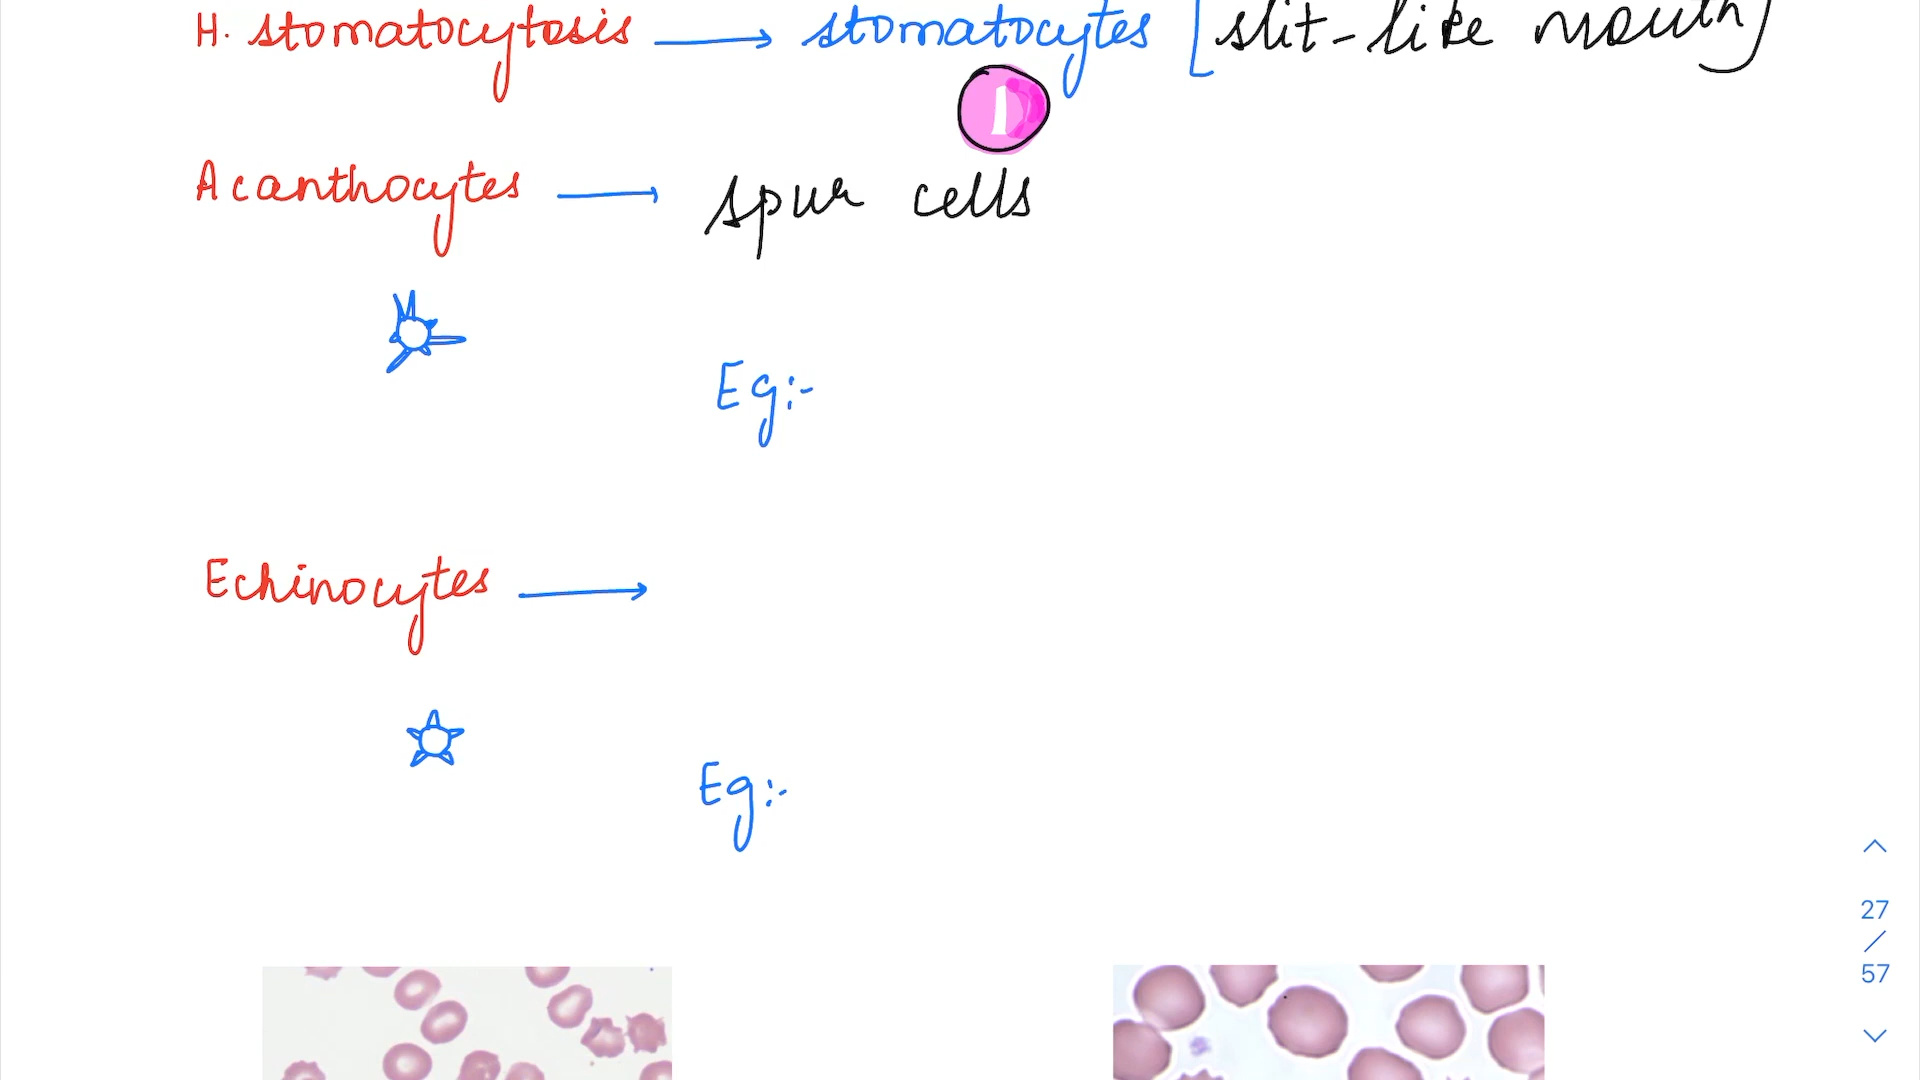 H. stomatocytosis → stomatocytes [slit-like mouth]
Acanthocytes → spur cells
Eg:-
Echinocytes →
Eg:-
27
/
57